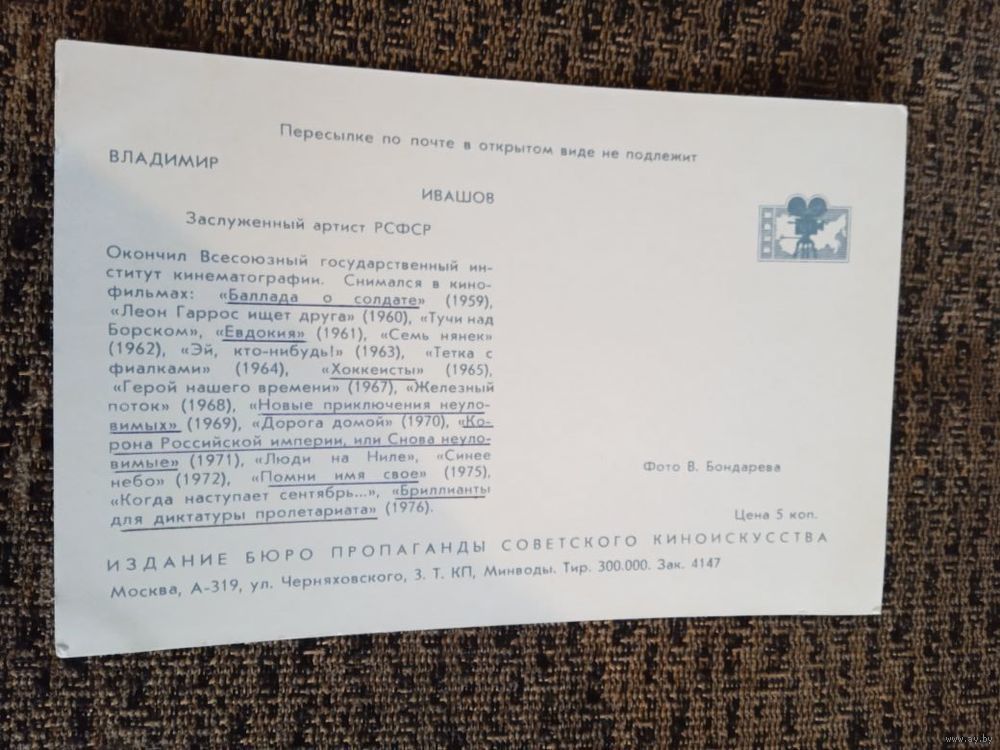 Пересылке по почте в открытом виде не подлежит
ВЛАДИМИР
ИВАШОВ
Заслуженный артист РСФСР
Окончил Всесоюзный государственный ин-
ститут кинематографии. Снимался в кино-
фильмах: «Баллада о солдате» (1959),
«Леон Гаррос ищет друга» (1960), «Тучи над
Борском», «Евдокия» (1961), «Семь нянек»
(1962), «Эй, кто-нибудь!» (1963), «Тетка с
фиалками» (1964), «Хоккеисты» (1965),
«Герой нашего времени» (1967), «Железный
поток» (1968), «Новые приключения неуло-
вимых» (1969), «Дорога домой» (1970), «Ко-
рона Российской империи, или Снова неуло-
вимые» (1971), «Люди на Ниле», «Синее
небо» (1972), «Помни имя свое» (1975),
«Когда наступает сентябрь...», «Бриллианты
для диктатуры пролетариата» (1976).
Фото В. Бондарева
Цена 5 коп.
ИЗДАНИЕ БЮРО ПРОПАГАНДЫ СОВЕТСКОГО КИНОИСКУССТВА
Москва, А-319, ул. Черняховского, 3. Т. КП, Минводы. Тир. 300.000. Зак. 4147
www.ay.by